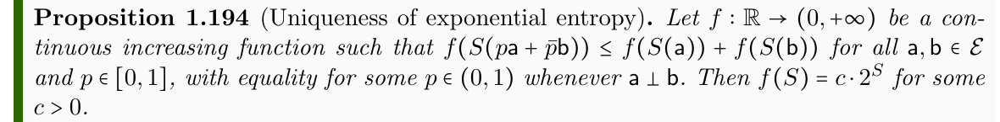 Proposition 1.194 (Uniqueness of exponential entropy). Let f : ℝ → (0, +∞) be a con-
tinuous increasing function such that f(S(pa + p̄b)) ≤ f(S(a)) + f(S(b)) for all a, b ∈ ℰ
and p ∈ [0, 1], with equality for some p ∈ (0, 1) whenever a ⊥ b. Then f(S) = c · 2^S for some
c > 0.